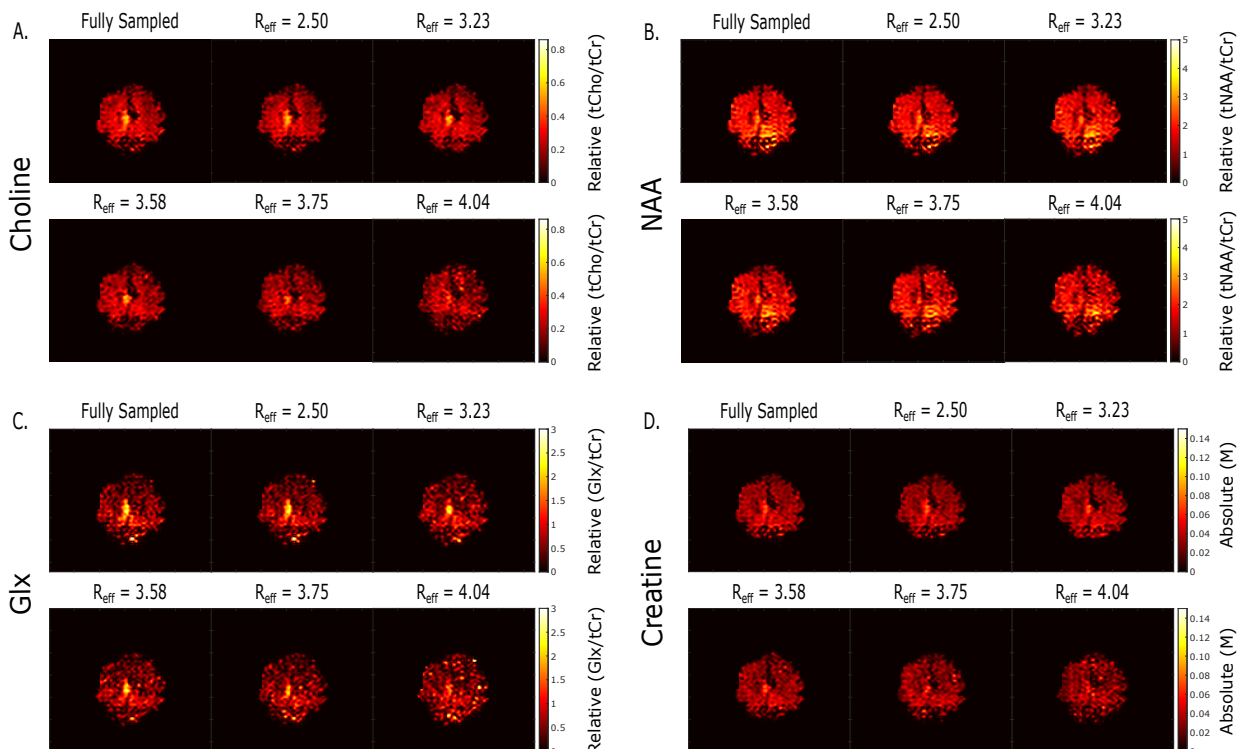 A.
Fully Sampled
R_eff = 2.50
R_eff = 3.23
0.8
0.6
0.4
0.2
0
Relative (tCho/tCr)
Choline
R_eff = 3.58
R_eff = 3.75
R_eff = 4.04
0.8
0.6
0.4
0.2
0
Relative (tCho/tCr)
B.
Fully Sampled
R_eff = 2.50
R_eff = 3.23
5
4
3
2
1
0
Relative (tNAA/tCr)
NAA
R_eff = 3.58
R_eff = 3.75
R_eff = 4.04
5
4
3
2
1
0
Relative (tNAA/tCr)
C.
Fully Sampled
R_eff = 2.50
R_eff = 3.23
3
2.5
2
1.5
1
0.5
0
Relative (Glx/tCr)
Glx
R_eff = 3.58
R_eff = 3.75
R_eff = 4.04
3
2.5
2
1.5
1
0.5
0
Relative (Glx/tCr)
D.
Fully Sampled
R_eff = 2.50
R_eff = 3.23
0.14
0.12
0.10
0.08
0.06
0.04
0.02
0
Absolute (M)
Creatine
R_eff = 3.58
R_eff = 3.75
R_eff = 4.04
0.14
0.12
0.10
0.08
0.06
0.04
0.02
0
Absolute (M)